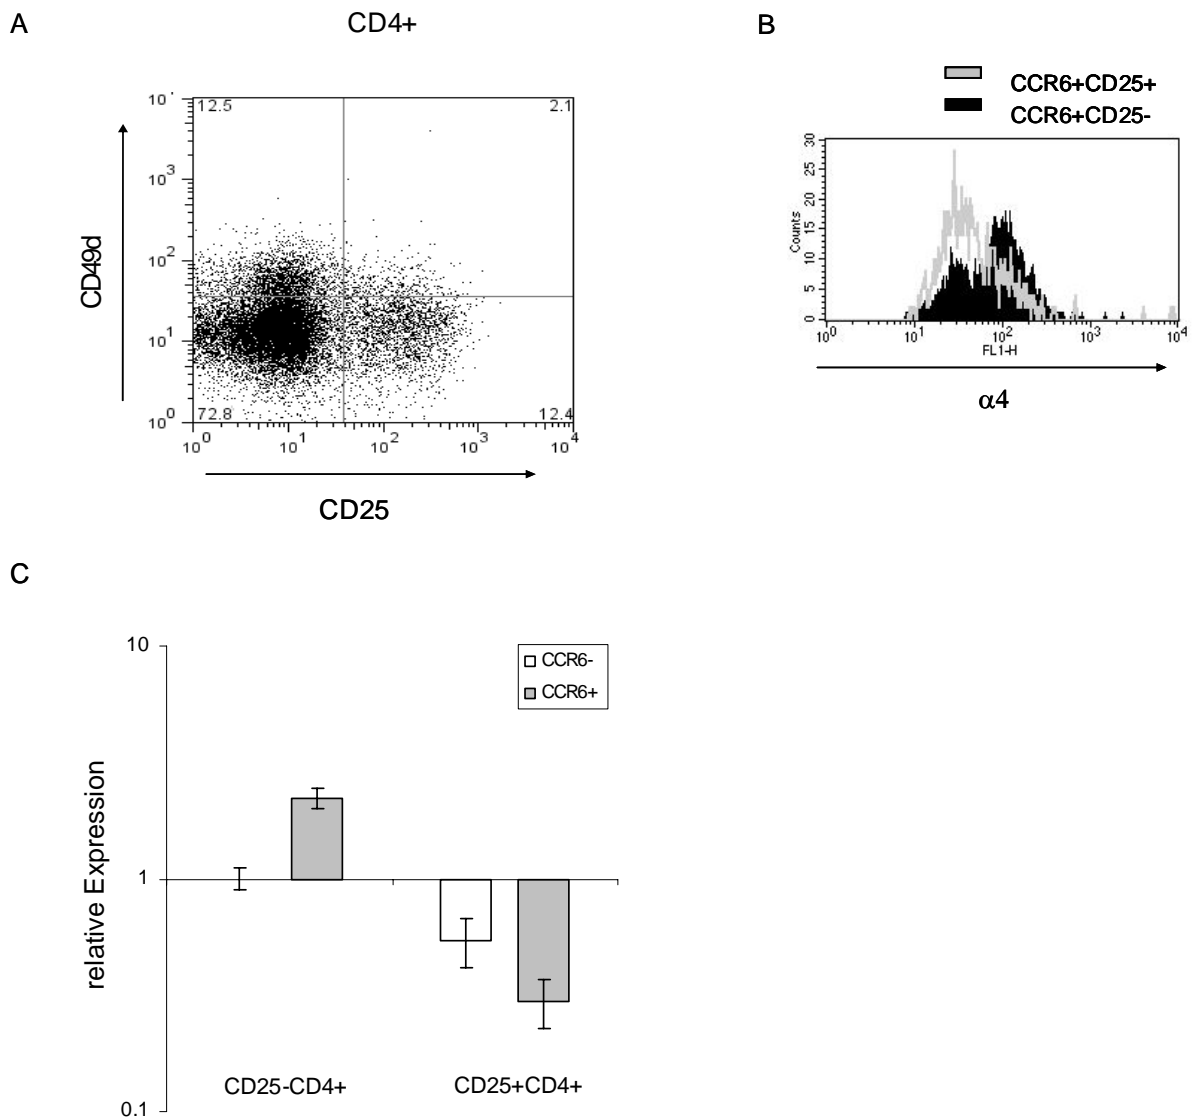 A
CD4+
B
CCR6+CD25+
CCR6+CD25-
12.5
2.1
72.8
12.4
10³
10²
10¹
10⁰
CD49d
10⁰ 10¹ 10² 10³ 10⁴
CD25
30
25
20
15
10
5
0
Counts
10⁰ 10¹ 10² 10³ 10⁴
FL1-H
α4
C
10
1
0.1
relative Expression
CCR6-
CCR6+
CD25-CD4+
CD25+CD4+